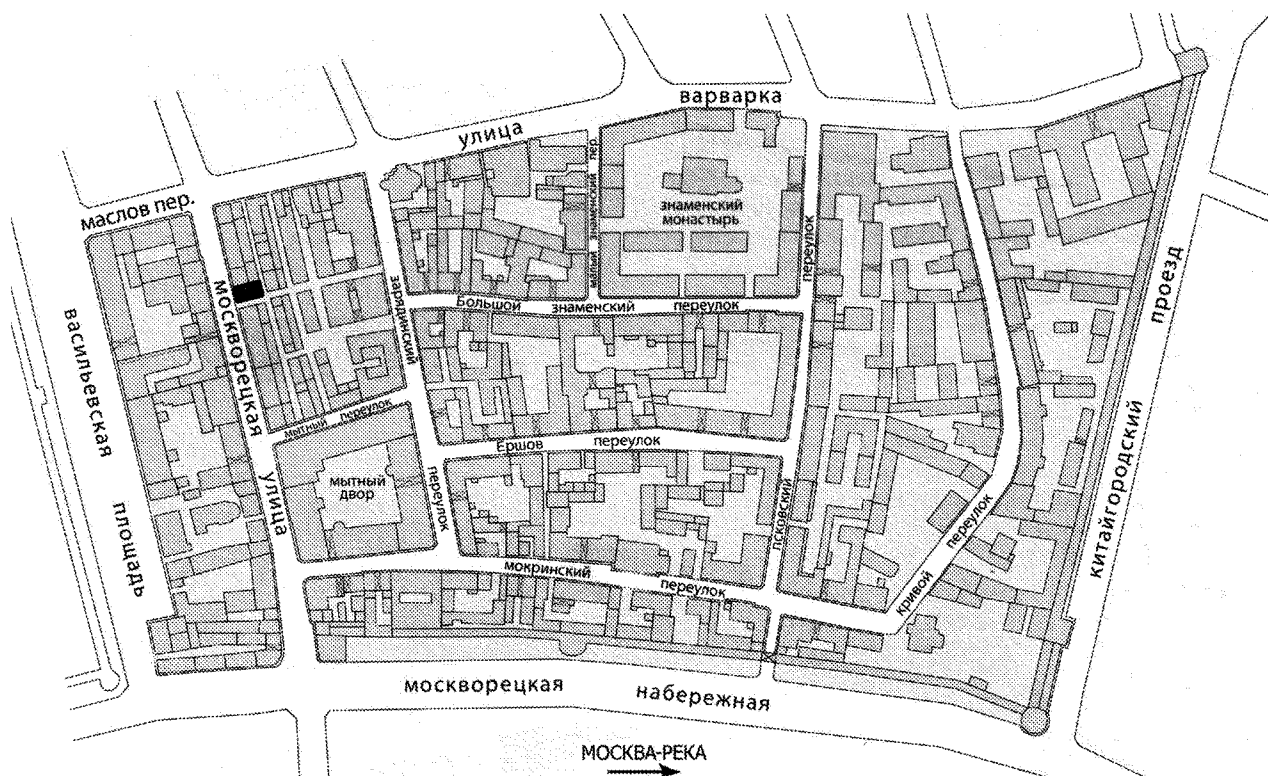 варварка
улица
маслов пер.
малый знаменский пер.
знаменский
монастырь
переулок
проезд
москворецкая
зарядинский
Большой знаменский переулок
васильевская
мытный переулок
Ершов переулок
китайгородский
мытный
двор
улица
переулок
псковский
площадь
мокринский переулок
кривой переулок
москворецкая набережная
МОСКВА-РЕКА